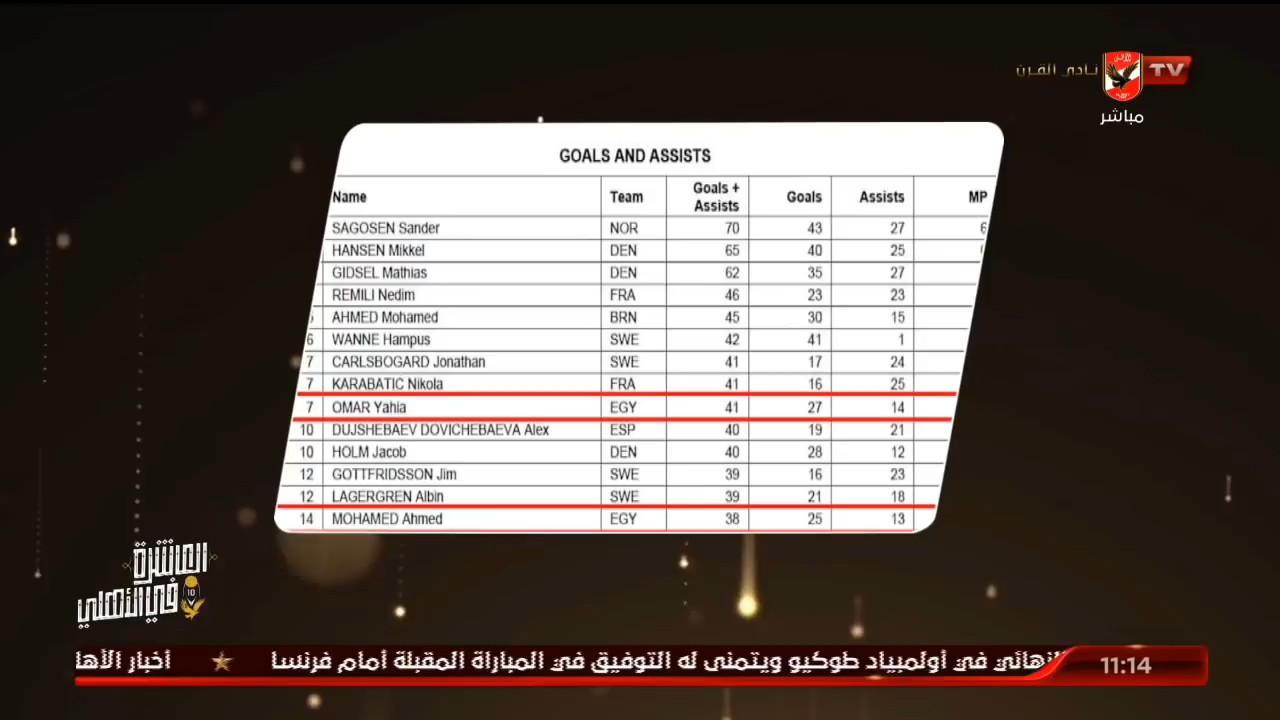 نادي القرن
TV
مباشر
GOALS AND ASSISTS
Name Team Goals + Assists Goals Assists MP
SAGOSEN Sander NOR 70 43 27 6
HANSEN Mikkel DEN 65 40 25
GIDSEL Mathias DEN 62 35 27
REMILI Nedim FRA 46 23 23
AHMED Mohamed BRN 45 30 15
6 WANNE Hampus SWE 42 41 1
7 CARLSBOGARD Jonathan SWE 41 17 24
7 KARABATIC Nikola FRA 41 16 25
7 OMAR Yahia EGY 41 27 14
10 DUJSHEBAEV DOVICHEBAEVA Alex ESP 40 19 21
10 HOLM Jacob DEN 40 28 12
12 GOTTFRIDSSON Jim SWE 39 16 23
12 LAGERGREN Albin SWE 39 21 18
14 MOHAMED Ahmed EGY 38 25 13
العاشرة
في الأهلي
10
في أولمبياد طوكيو ويتمنى له التوفيق في المباراة المقبلة أمام فرنسا ★ أخبار
11:14